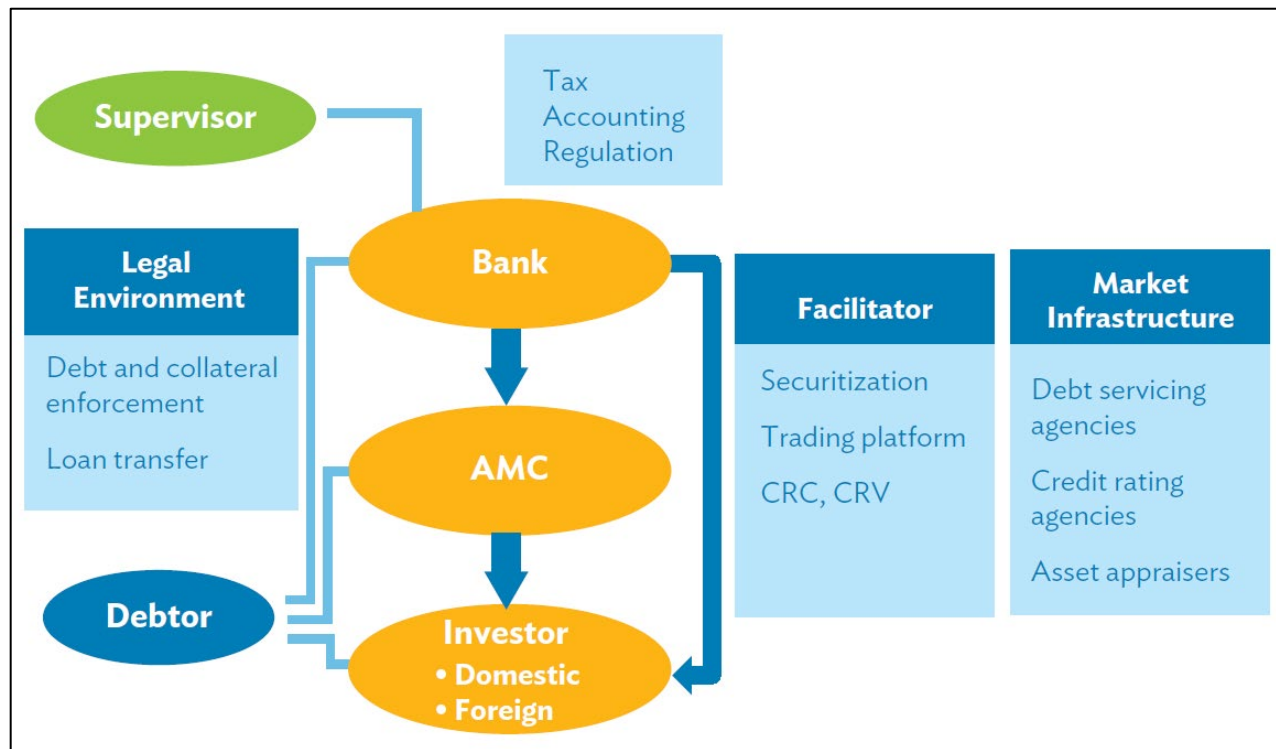 Supervisor
Tax
Accounting
Regulation
Legal
Environment
Debt and collateral
enforcement
Loan transfer
Bank
AMC
Debtor
Investor
• Domestic
• Foreign
Facilitator
Securitization
Trading platform
CRC, CRV
Market
Infrastructure
Debt servicing
agencies
Credit rating
agencies
Asset appraisers